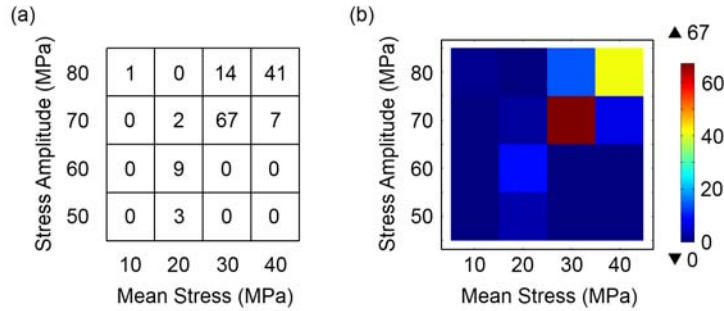 (a)
Stress Amplitude (MPa)
80 1 0 14 41
70 0 2 67 7
60 0 9 0 0
50 0 3 0 0
10 20 30 40
Mean Stress (MPa)
(b)
Stress Amplitude (MPa)
80
70
60
50
10 20 30 40
Mean Stress (MPa)
▲ 67
60
40
20
0
▼ 0